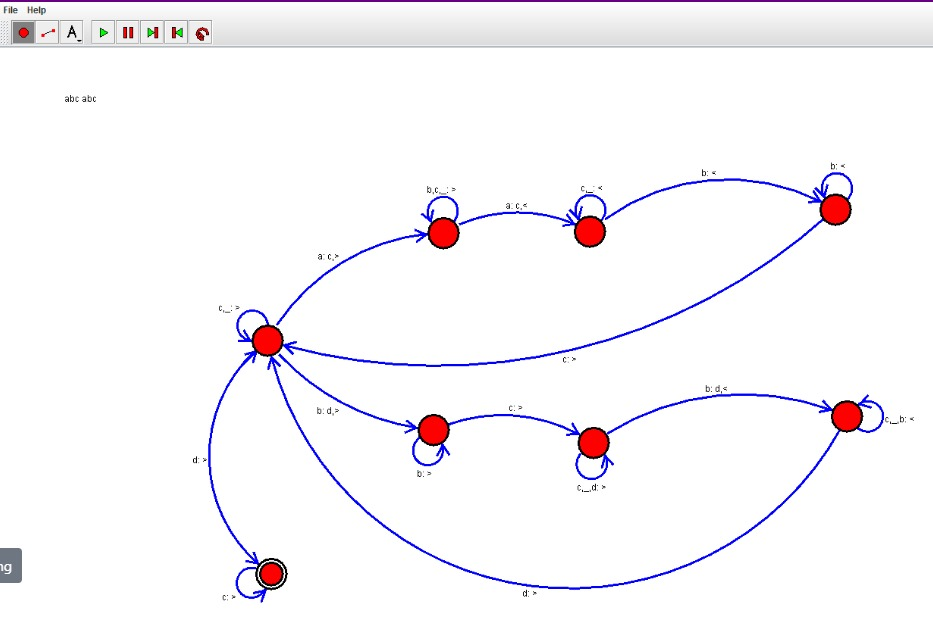 File Help
A
abc abc
b: <
b: <
b,c,_: >
c,_: <
a: c,<
a: c,>
c,_: >
c: >
b: d,<
b: d,>
c: >
c,_,b: <
d: >
b: >
c,_,d: >
ng
c: >
d: >